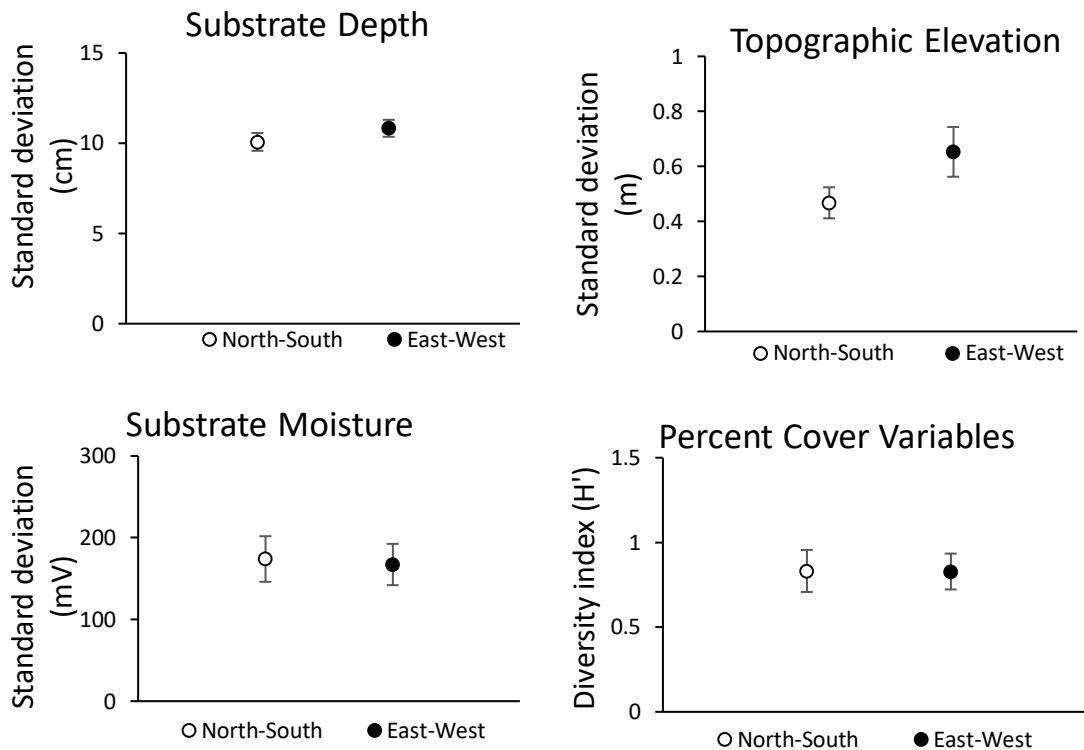 Substrate Depth
Standard deviation
(cm)
15
10
5
0
North-South
East-West
Topographic Elevation
Standard deviation
(m)
1
0.8
0.6
0.4
0.2
0
North-South
East-West
Substrate Moisture
Standard deviation
(mV)
300
200
100
0
North-South
East-West
Percent Cover Variables
Diversity index (H')
1.5
1
0.5
0
North-South
East-West